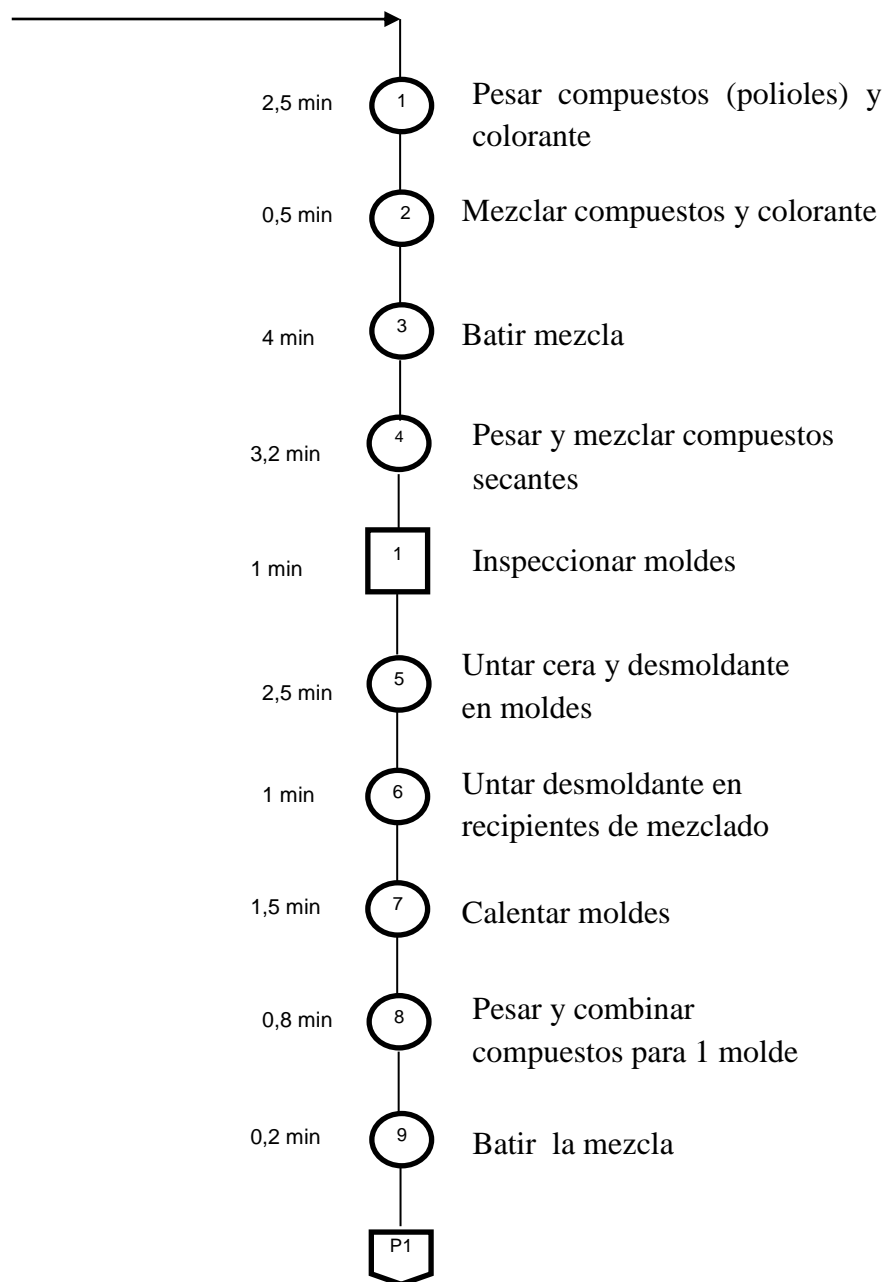 2,5 min
1
Pesar compuestos (polioles) y
colorante
0,5 min
2
Mezclar compuestos y colorante
4 min
3
Batir mezcla
3,2 min
4
Pesar y mezclar compuestos
secantes
1 min
1
Inspeccionar moldes
2,5 min
5
Untar cera y desmoldante
en moldes
1 min
6
Untar desmoldante en
recipientes de mezclado
1,5 min
7
Calentar moldes
0,8 min
8
Pesar y combinar
compuestos para 1 molde
0,2 min
9
Batir la mezcla
P1